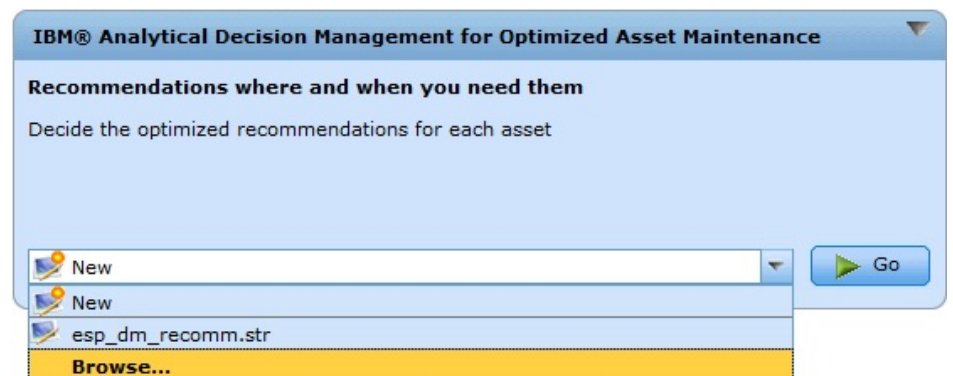 IBM® Analytical Decision Management for Optimized Asset Maintenance
Recommendations where and when you need them
Decide the optimized recommendations for each asset
New
Go
New
esp_dm_recomm.str
Browse...